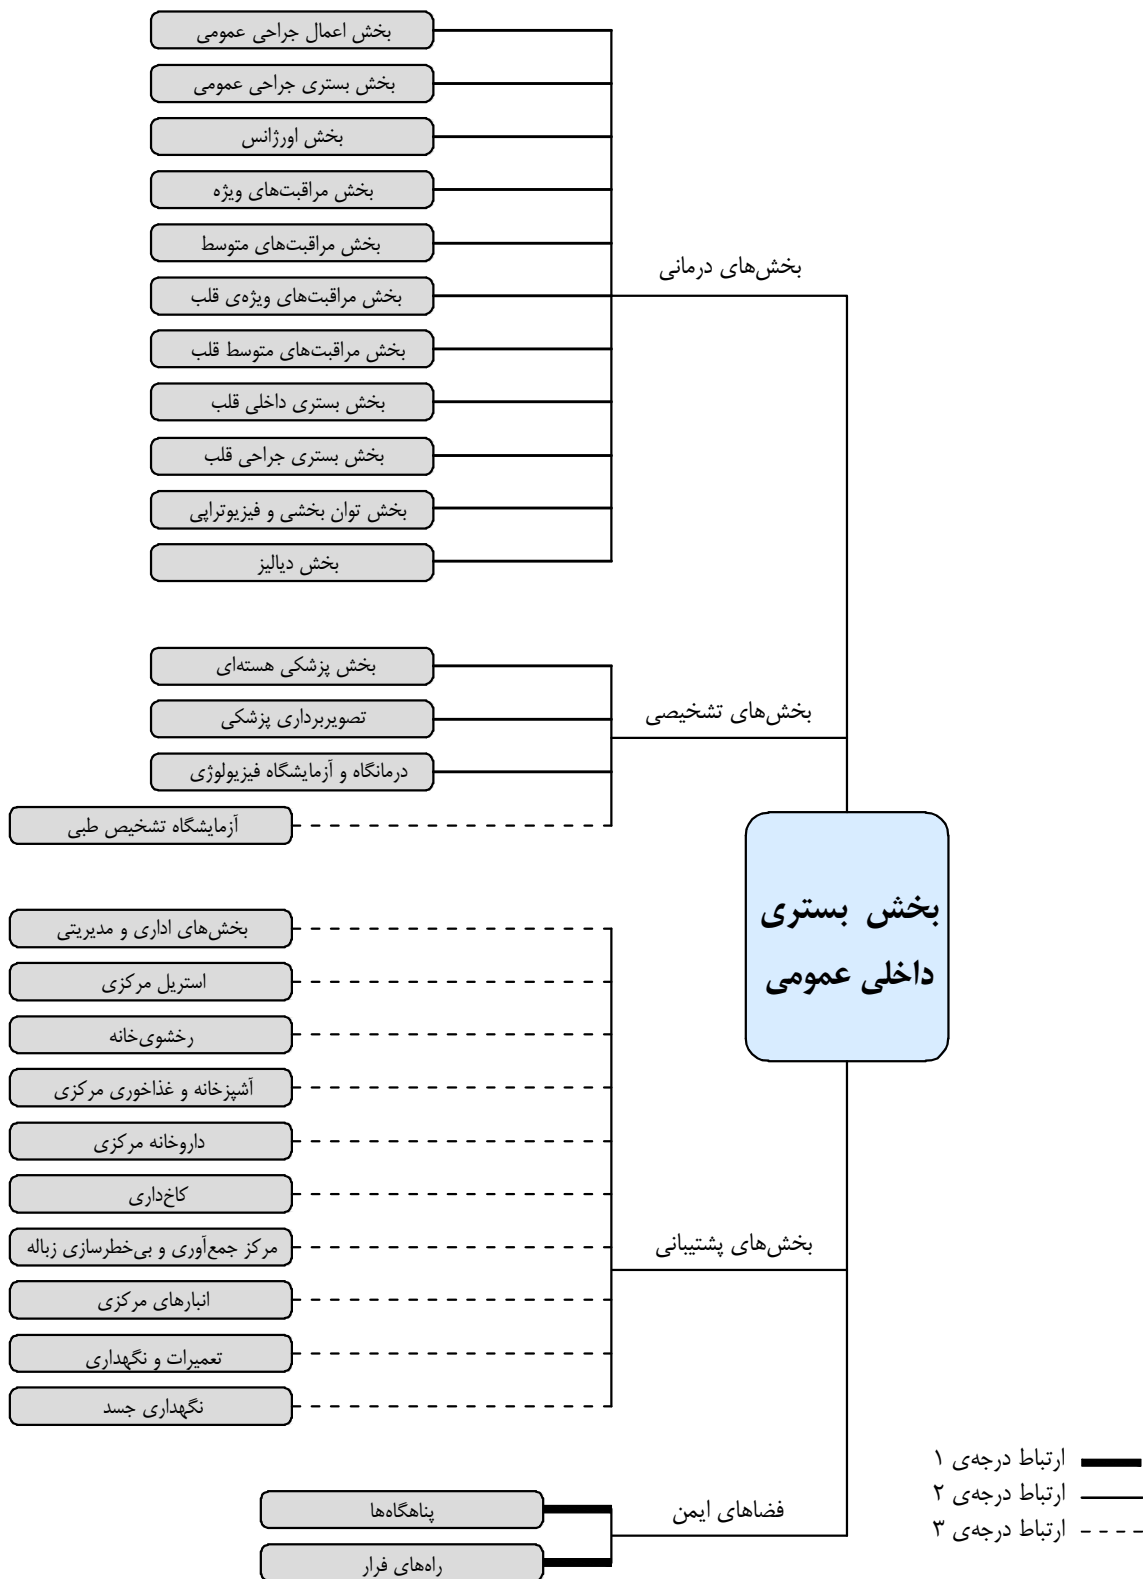 بخش اعمال جراحی عمومی
بخش بستری جراحی عمومی
بخش اورژانس
بخش مراقبت‌های ویژه
بخش مراقبت‌های متوسط
بخش مراقبت‌های ویژه‌ی قلب
بخش مراقبت‌های متوسط قلب
بخش بستری داخلی قلب
بخش بستری جراحی قلب
بخش توان بخشی و فیزیوتراپی
بخش دیالیز
بخش‌های درمانی
بخش پزشکی هسته‌ای
تصویربرداری پزشکی
درمانگاه و آزمایشگاه فیزیولوژی
آزمایشگاه تشخیص طبی
بخش‌های تشخیصی
بخش بستری
داخلی عمومی
بخش‌های اداری و مدیریتی
استریل مرکزی
رخشوی‌خانه
آشپزخانه و غذاخوری مرکزی
داروخانه مرکزی
کاخ‌داری
مرکز جمع‌آوری و بی‌خطرسازی زباله
انبارهای مرکزی
تعمیرات و نگهداری
نگهداری جسد
بخش‌های پشتیبانی
پناهگاه‌ها
راه‌های فرار
فضاهای ایمن
ارتباط درجه‌ی ۱
ارتباط درجه‌ی ۲
ارتباط درجه‌ی ۳